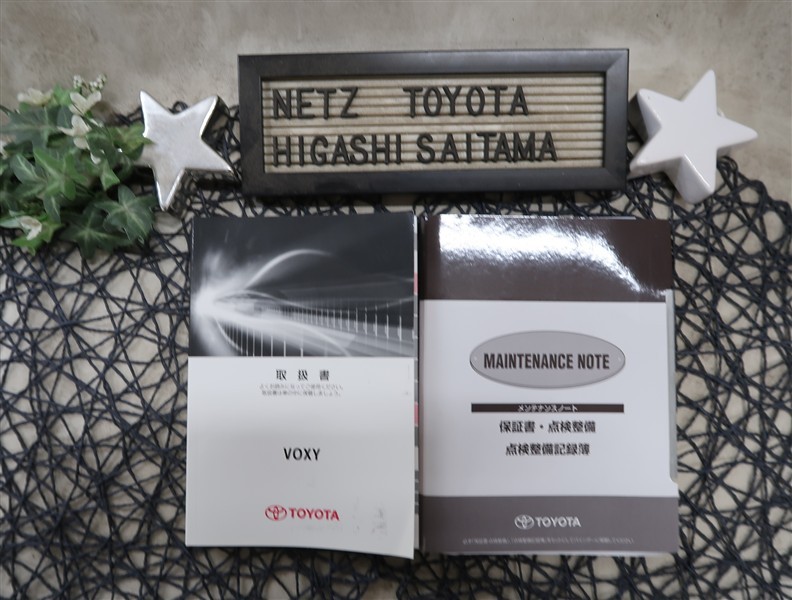 NETZ TOYOTA
HIGASHI SAITAMA
取扱書
VOXY
TOYOTA
MAINTENANCE NOTE
メンテナンスノート
保証書・点検整備
点検整備記録簿
TOYOTA